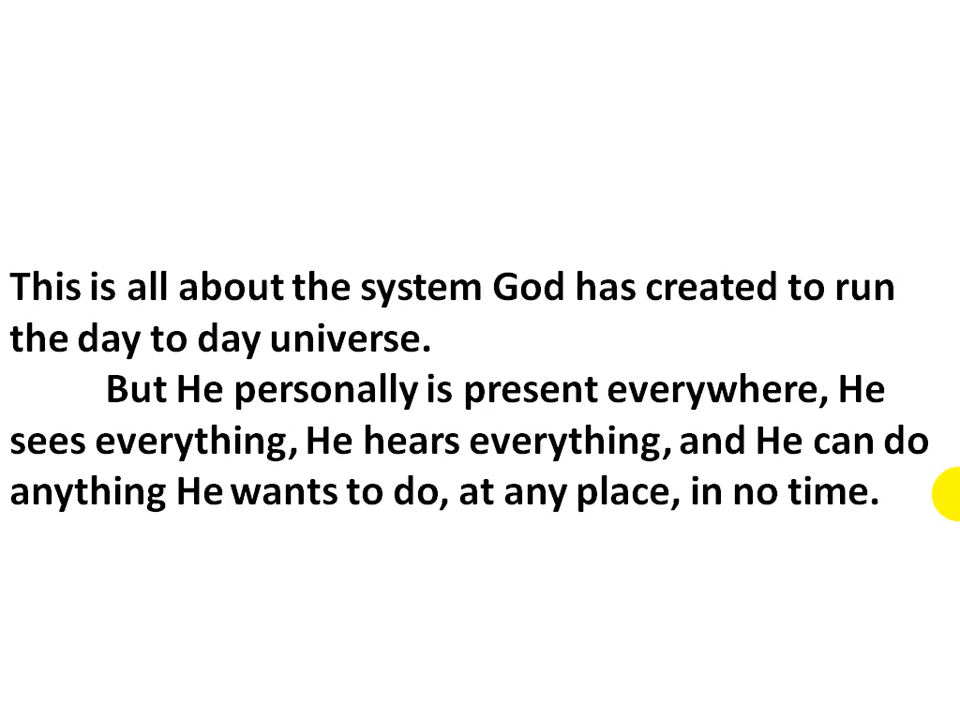 This is all about the system God has created to run
the day to day universe.
But He personally is present everywhere, He
sees everything, He hears everything, and He can do
anything He wants to do, at any place, in no time.